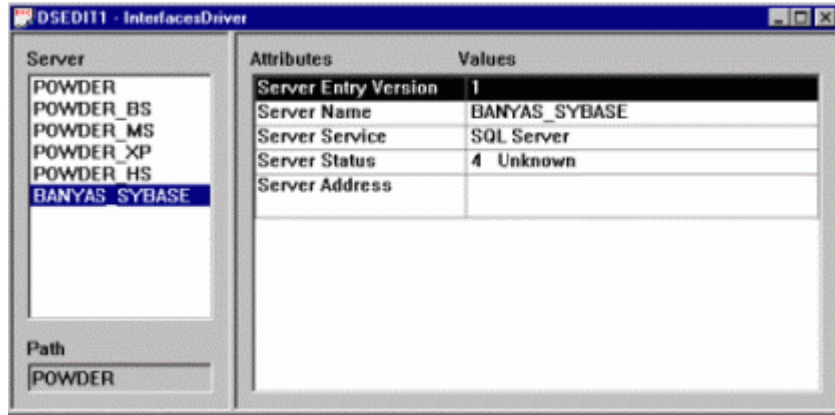 DSEDIT1 - InterfacesDriver
Server
POWDER
POWDER_BS
POWDER_MS
POWDER_XP
POWDER_HS
BANYAS_SYBASE
Path
POWDER
Attributes Values
Server Entry Version 1
Server Name BANYAS_SYBASE
Server Service SQL Server
Server Status 4 Unknown
Server Address